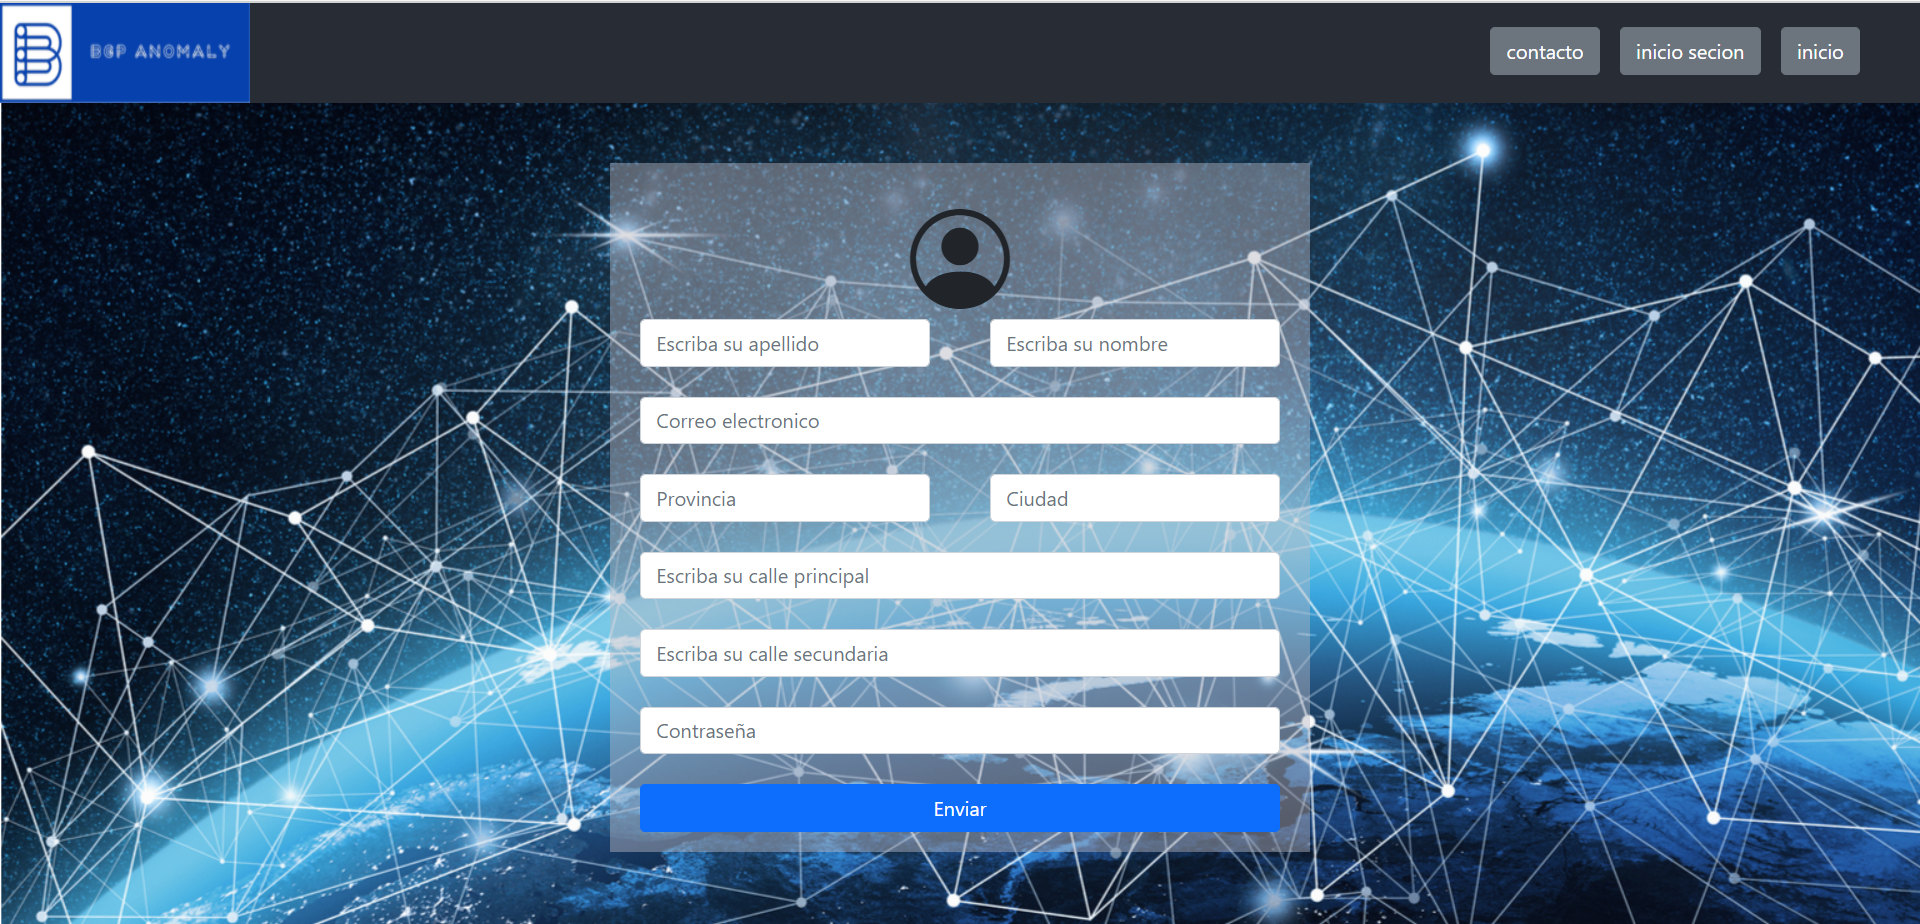 BGP ANOMALY
contacto
inicio secion
inicio
Escriba su apellido
Escriba su nombre
Correo electronico
Provincia
Ciudad
Escriba su calle principal
Escriba su calle secundaria
Contraseña
Enviar